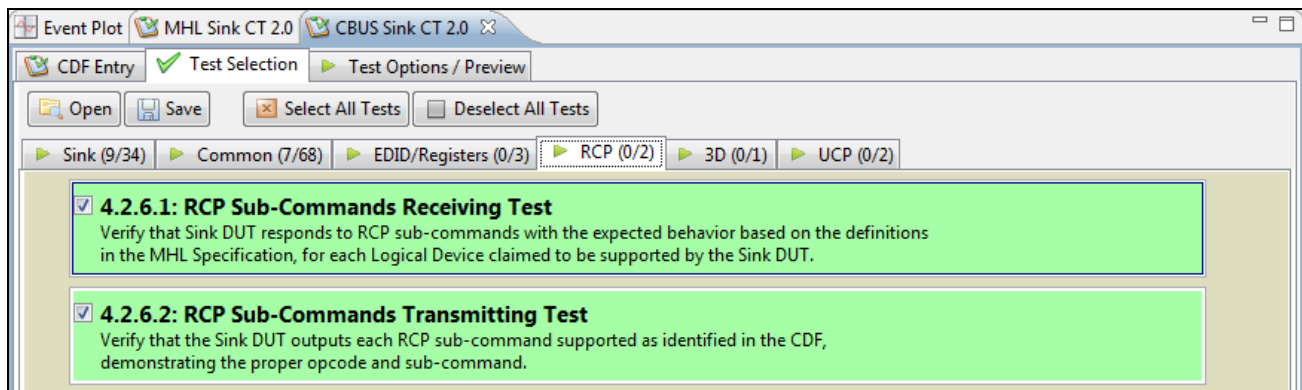 Event Plot MHL Sink CT 2.0 CBUS Sink CT 2.0
CDF Entry Test Selection Test Options / Preview
Open Save Select All Tests Deselect All Tests
Sink (9/34) Common (7/68) EDID/Registers (0/3) RCP (0/2) 3D (0/1) UCP (0/2)
4.2.6.1: RCP Sub-Commands Receiving Test
Verify that Sink DUT responds to RCP sub-commands with the expected behavior based on the definitions
in the MHL Specification, for each Logical Device claimed to be supported by the Sink DUT.
4.2.6.2: RCP Sub-Commands Transmitting Test
Verify that the Sink DUT outputs each RCP sub-command supported as identified in the CDF,
demonstrating the proper opcode and sub-command.